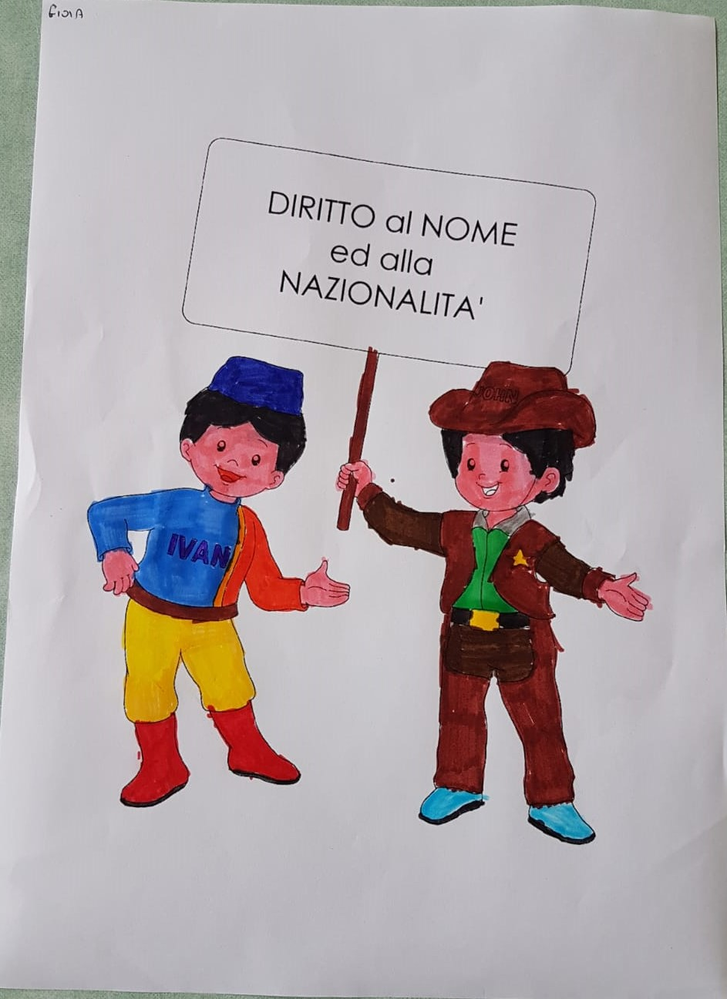 GIOIA
DIRITTO al NOME
ed alla
NAZIONALITA'
JOHN
IVAN